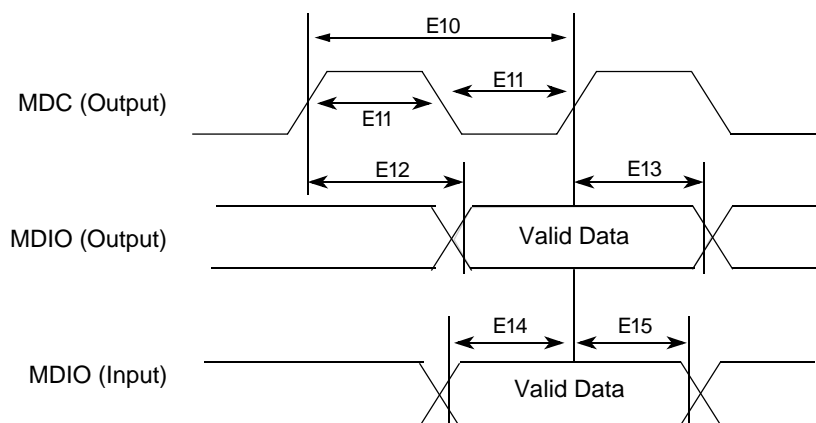 E10
MDC (Output)
E11
E11
E12
E13
MDIO (Output)
Valid Data
E14
E15
MDIO (Input)
Valid Data